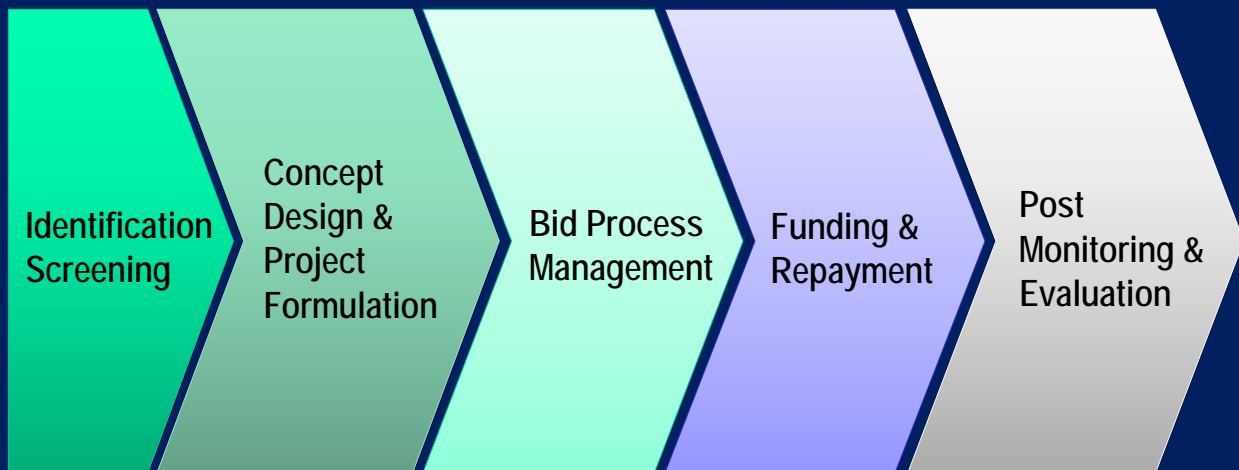 Identification
Screening
Concept
Design &
Project
Formulation
Bid Process
Management
Funding &
Repayment
Post
Monitoring &
Evaluation